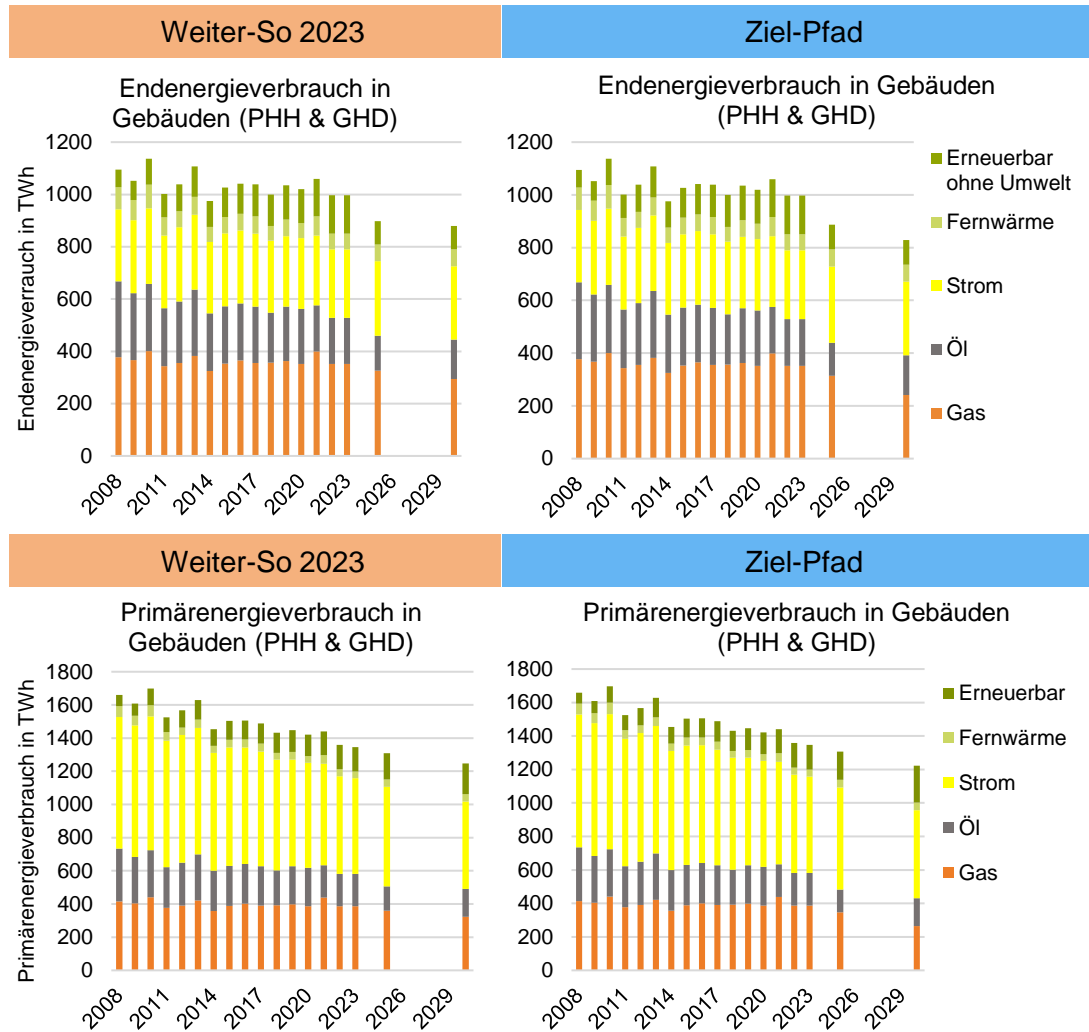 Weiter-So 2023
Ziel-Pfad
Endenergieverbrauch in
Gebäuden (PHH & GHD)
Endenergieverrauch in TWh
1200
1000
800
600
400
200
0
2008
2011
2014
2017
2020
2023
2026
2029
Endenergieverbrauch in Gebäuden
(PHH & GHD)
1200
1000
800
600
400
200
0
2008
2011
2014
2017
2020
2023
2026
2029
Erneuerbar
ohne Umwelt
Fernwärme
Strom
Öl
Gas
Weiter-So 2023
Ziel-Pfad
Primärenergieverbrauch in
Gebäuden (PHH & GHD)
Primärenergieverbrauch in TWh
1800
1600
1400
1200
1000
800
600
400
200
0
2008
2011
2014
2017
2020
2023
2026
2029
Primärenergieverbrauch in Gebäuden
(PHH & GHD)
1800
1600
1400
1200
1000
800
600
400
200
0
2008
2011
2014
2017
2020
2023
2026
2029
Erneuerbar
Fernwärme
Strom
Öl
Gas